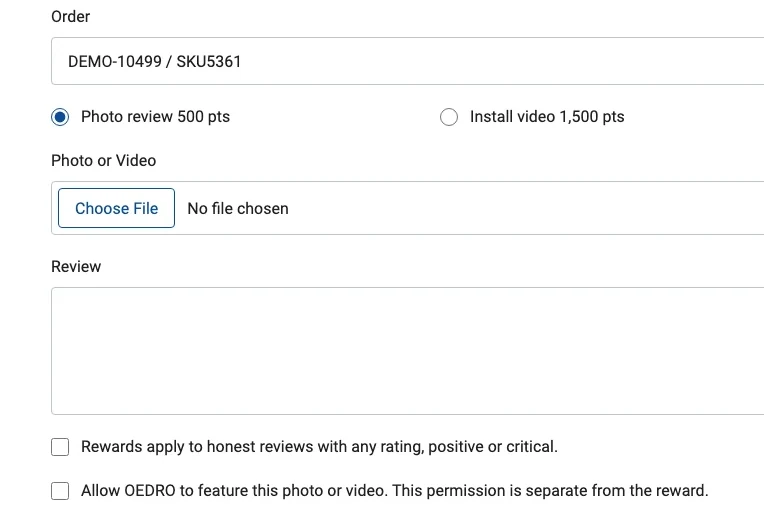 Order
DEMO-10499 / SKU5361
Photo review 500 pts
Install video 1,500 pts
Photo or Video
Choose File No file chosen
Review
Rewards apply to honest reviews with any rating, positive or critical.
Allow OEDRO to feature this photo or video. This permission is separate from the reward.